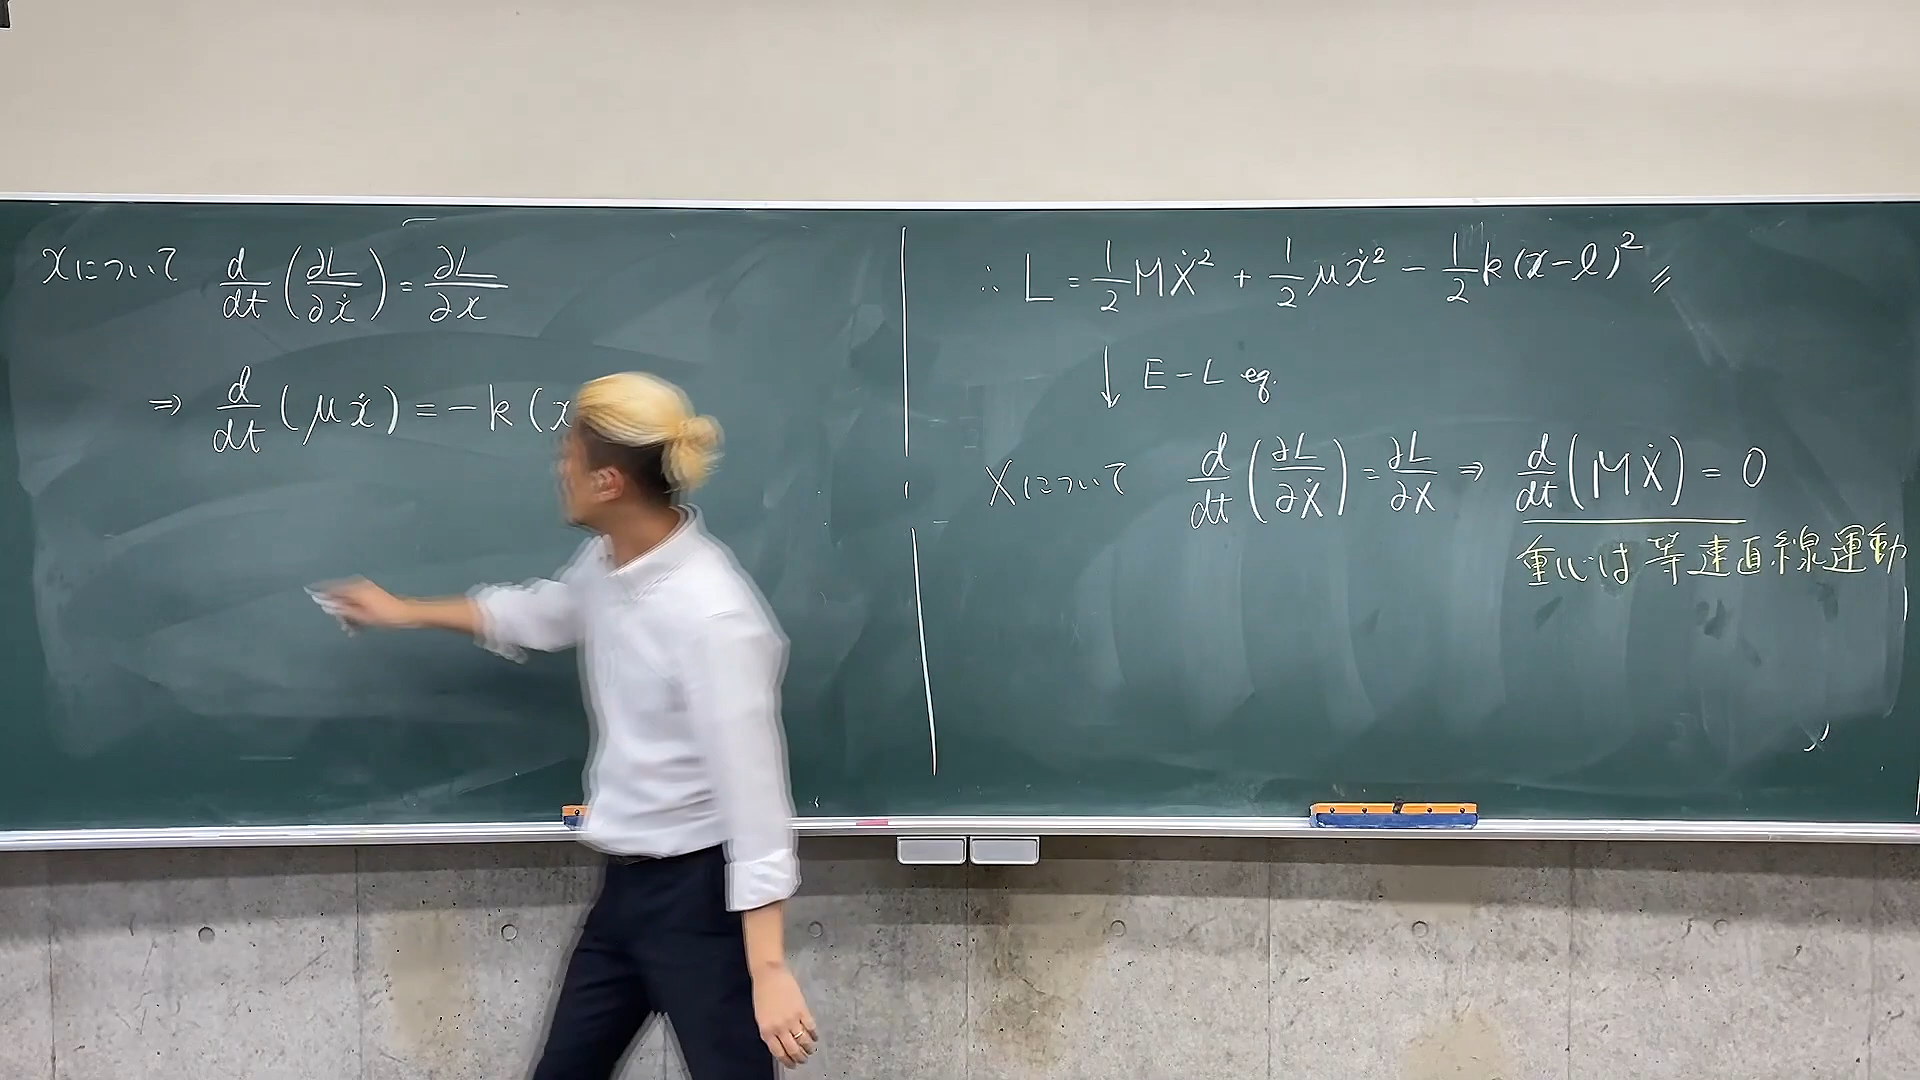 xについて d/dt(∂L/∂ẋ) = ∂L/∂x
⇒ d/dt(μẋ) = -k(x
∴ L = 1/2 MẊ² + 1/2 μẋ² - 1/2 k(x-l)² //
↓ E-L eq.
Xについて d/dt(∂L/∂Ẋ) = ∂L/∂X ⇒ d/dt(MẊ) = 0
重心は等速直線運動